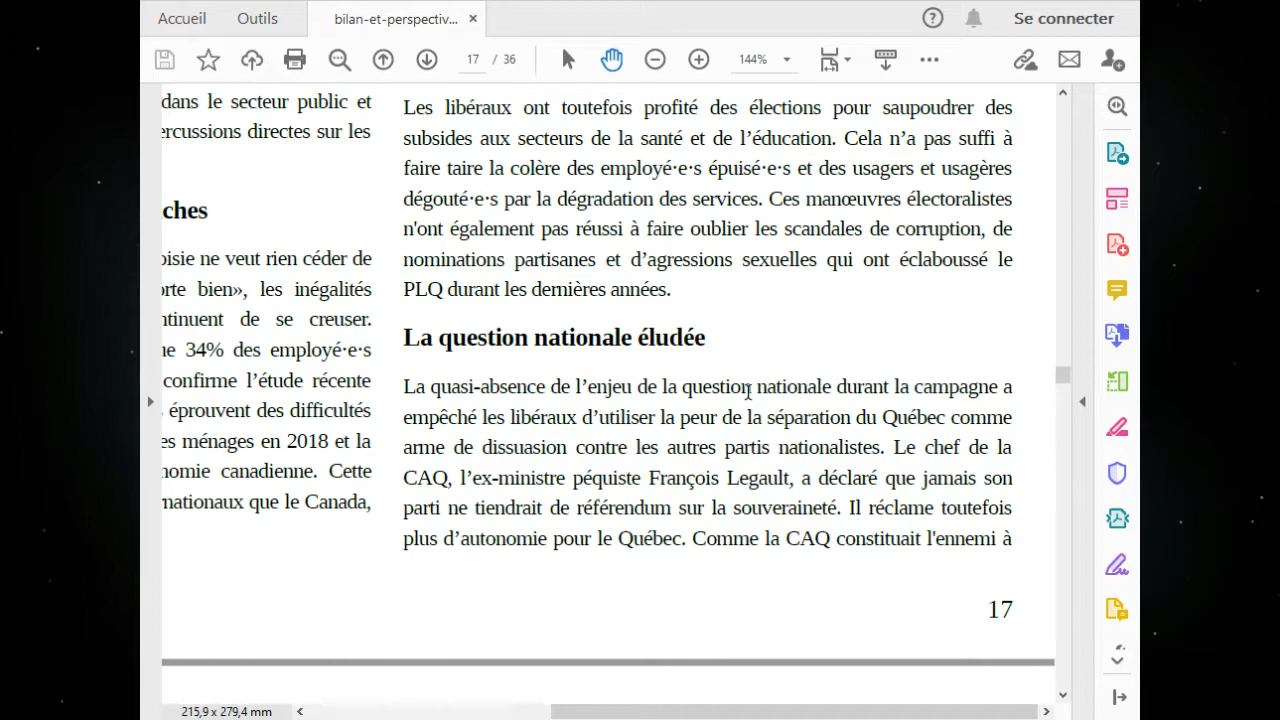 Accueil
Outils
bilan-et-perspectiv...
Se connecter
17 / 36
144%
dans le secteur public et
ercussions directes sur les
ches
oisie ne veut rien céder de
orte bien», les inégalités
ntinuent de se creuser.
ne 34% des employé·e·s
confirme l’étude récente
éprouvent des difficultés
es ménages en 2018 et la
nomie canadienne. Cette
nationaux que le Canada,
Les libéraux ont toutefois profité des élections pour saupoudrer des
subsides aux secteurs de la santé et de l’éducation. Cela n’a pas suffi à
faire taire la colère des employé·e·s épuisé·e·s et des usagers et usagères
dégouté·e·s par la dégradation des services. Ces manœuvres électoralistes
n'ont également pas réussi à faire oublier les scandales de corruption, de
nominations partisanes et d’agressions sexuelles qui ont éclaboussé le
PLQ durant les dernières années.
La question nationale éludée
La quasi-absence de l’enjeu de la question nationale durant la campagne a
empêché les libéraux d’utiliser la peur de la séparation du Québec comme
arme de dissuasion contre les autres partis nationalistes. Le chef de la
CAQ, l’ex-ministre péquiste François Legault, a déclaré que jamais son
parti ne tiendrait de référendum sur la souveraineté. Il réclame toutefois
plus d’autonomie pour le Québec. Comme la CAQ constituait l'ennemi à
17
215,9 x 279,4 mm